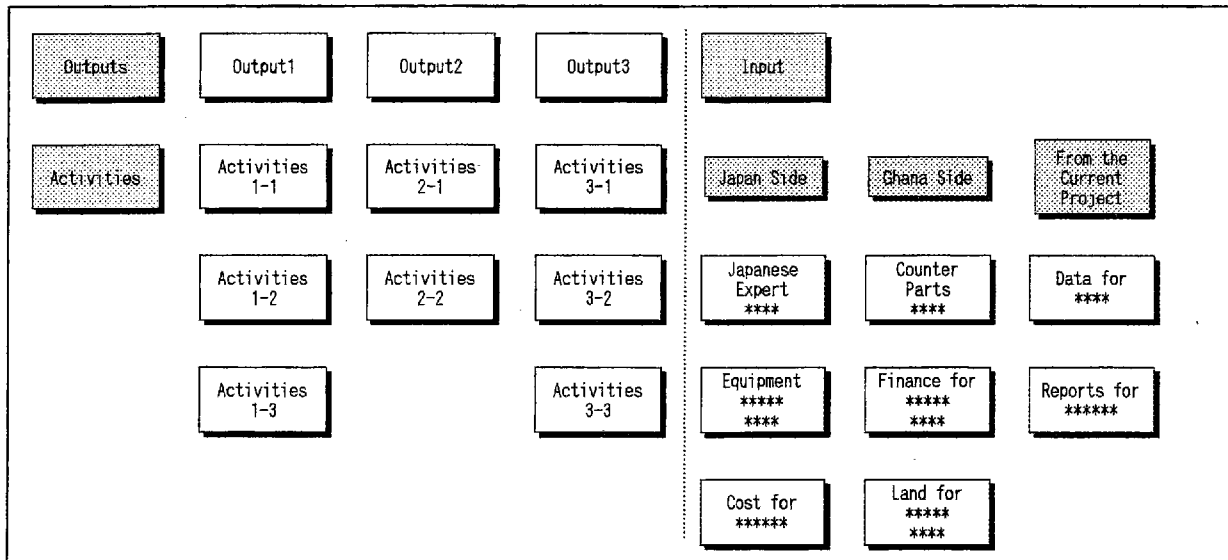 Outputs
Output1
Output2
Output3
Input
Activities
Activities
1-1
Activities
2-1
Activities
3-1
Japan Side
Ghana Side
From the
Current
Project
Activities
1-2
Activities
2-2
Activities
3-2
Japanese
Expert
****
Counter
Parts
****
Data for
****
Activities
1-3
Activities
3-3
Equipment
*****
****
Finance for
*****
****
Reports for
******
Cost for
******
Land for
*****
****